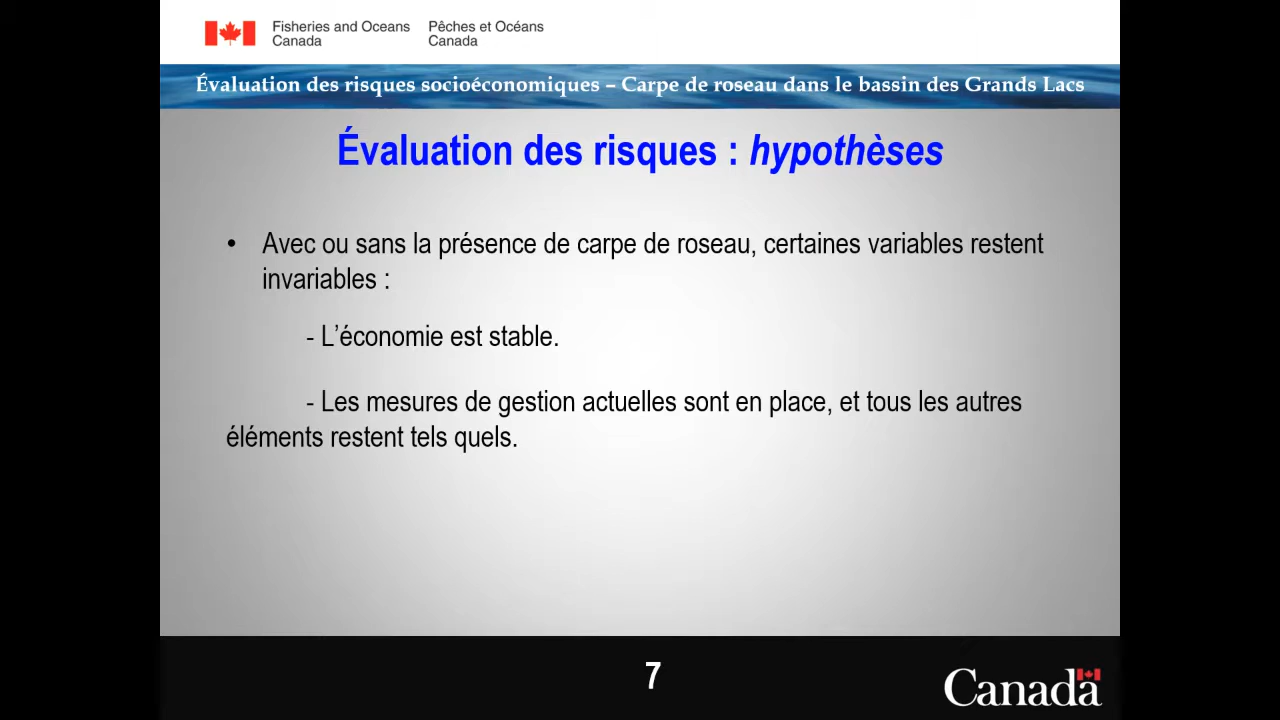 Fisheries and Oceans Canada
Pêches et Océans Canada
Évaluation des risques socioéconomiques – Carpe de roseau dans le bassin des Grands Lacs
Évaluation des risques : hypothèses
• Avec ou sans la présence de carpe de roseau, certaines variables restent
invariables :
- L’économie est stable.
- Les mesures de gestion actuelles sont en place, et tous les autres
éléments restent tels quels.
7
Canada